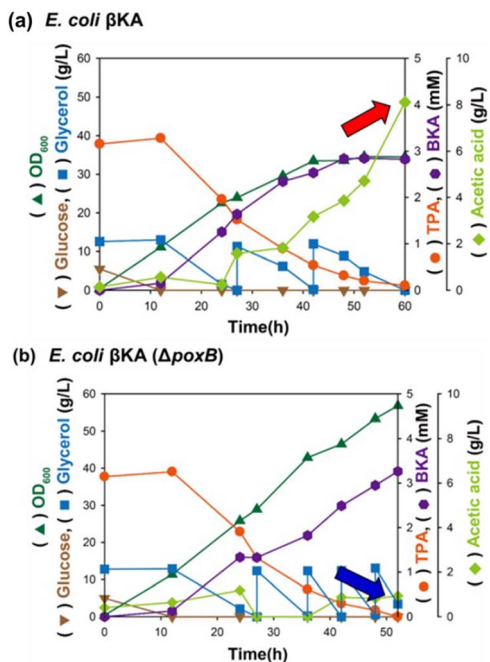 (a) E. coli βKA
(▲) OD600
(▼) Glucose, (■) Glycerol (g/L)
60
50
40
30
20
10
0
0 10 20 30 40 50 60
Time(h)
5
4
3
2
1
0
(●) TPA, (●) BKA (mM)
10
8
6
4
2
0
(◆) Acetic acid (g/L)
(b) E. coli βKA (ΔpoxB)
(▲) OD600
(▼) Glucose, (■) Glycerol (g/L)
60
50
40
30
20
10
0
0 10 20 30 40 50
Time(h)
5
4
3
2
1
0
(●) TPA, (●) BKA (mM)
10
8
6
4
2
0
(◆) Acetic acid g/L)